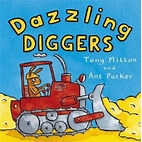 Dazzling
DIGGERS
Tony Mitton
and
Ant Parker